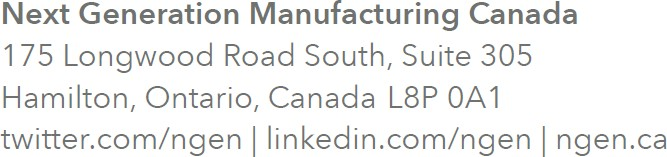 Next Generation Manufacturing Canada
175 Longwood Road South, Suite 305
Hamilton, Ontario, Canada L8P 0A1
twitter.com/ngen | linkedin.com/ngen | ngen.ca